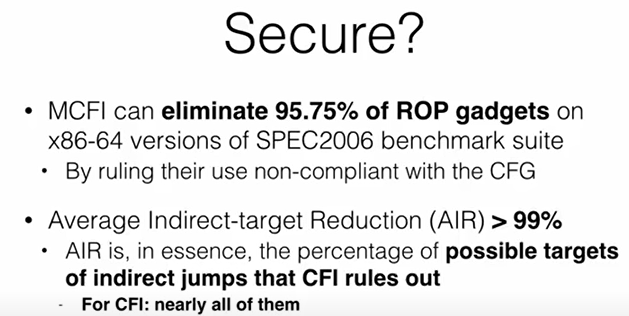 Secure?
• MCFI can eliminate 95.75% of ROP gadgets on
x86-64 versions of SPEC2006 benchmark suite
• By ruling their use non-compliant with the CFG
• Average Indirect-target Reduction (AIR) > 99%
• AIR is, in essence, the percentage of possible targets
of indirect jumps that CFI rules out
- For CFI: nearly all of them